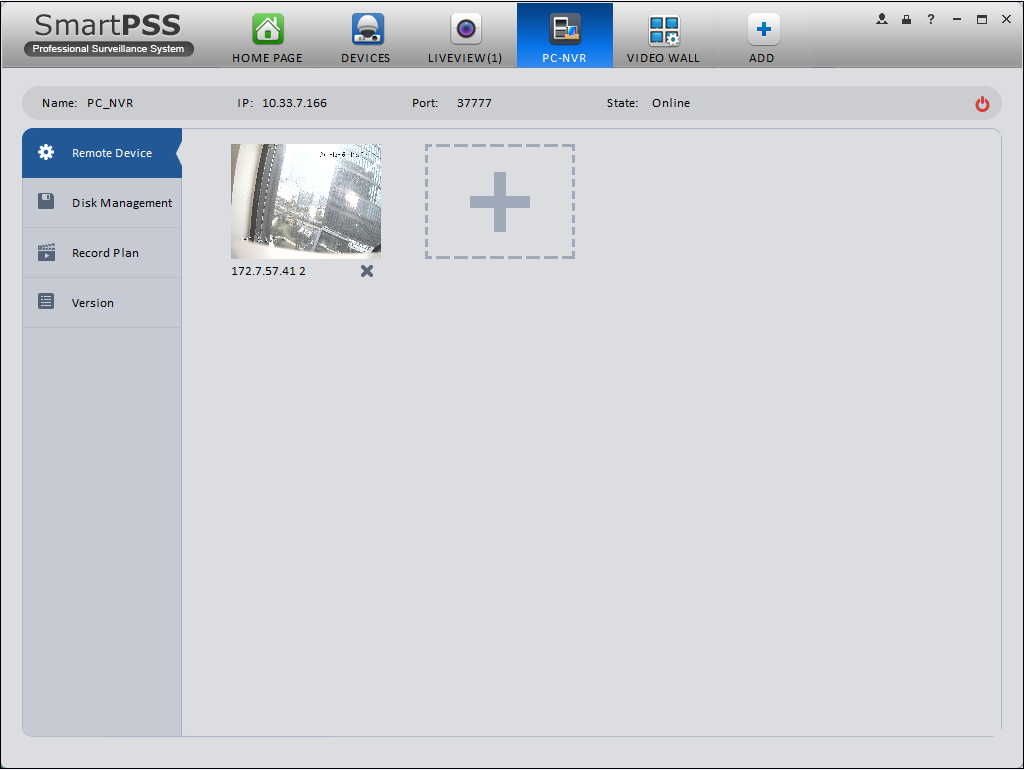 SmartPSS
Professional Surveillance System
HOME PAGE
DEVICES
LIVEVIEW(1)
PC-NVR
VIDEO WALL
ADD
?
Name: PC_NVR IP: 10.33.7.166 Port: 37777 State: Online
Remote Device
Disk Management
Record Plan
Version
172.7.57.41 2